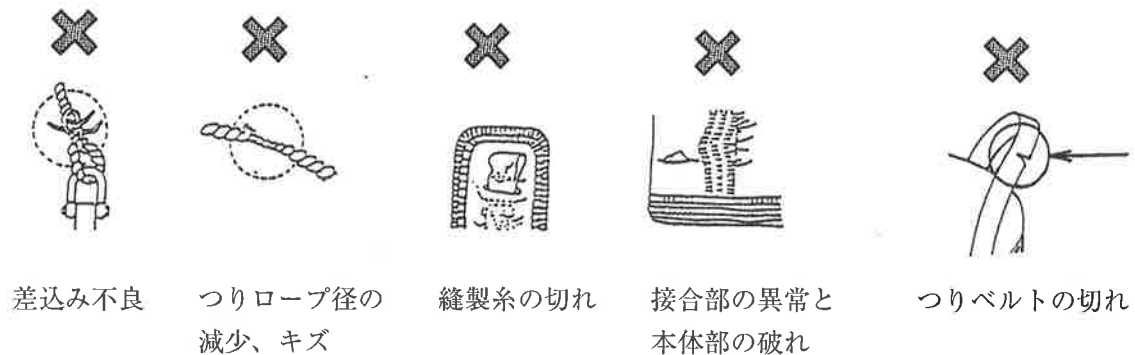 差込み不良
つりロープ径の
減少、キズ
縫製糸の切れ
接合部の異常と
本体部の破れ
つりベルトの切れ